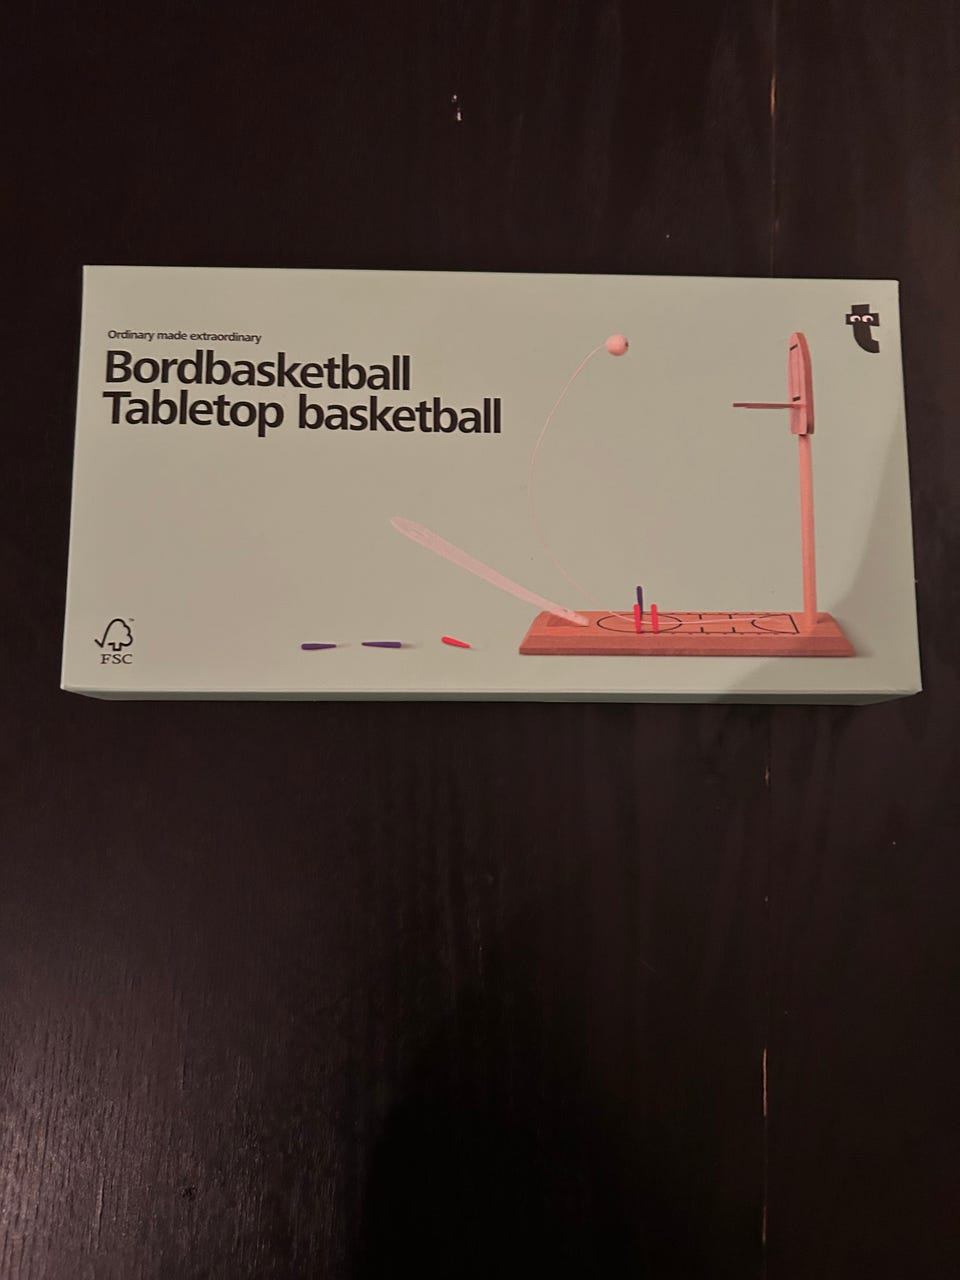 Ordinary made extraordinary
Bordbasketball
Tabletop basketball
FSC